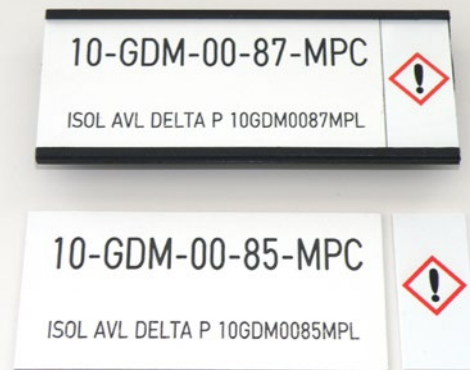 10-GDM-00-87-MPC
ISOL AVL DELTA P 10GDM0087MPL
10-GDM-00-85-MPC
ISOL AVL DELTA P 10GDM0085MPL